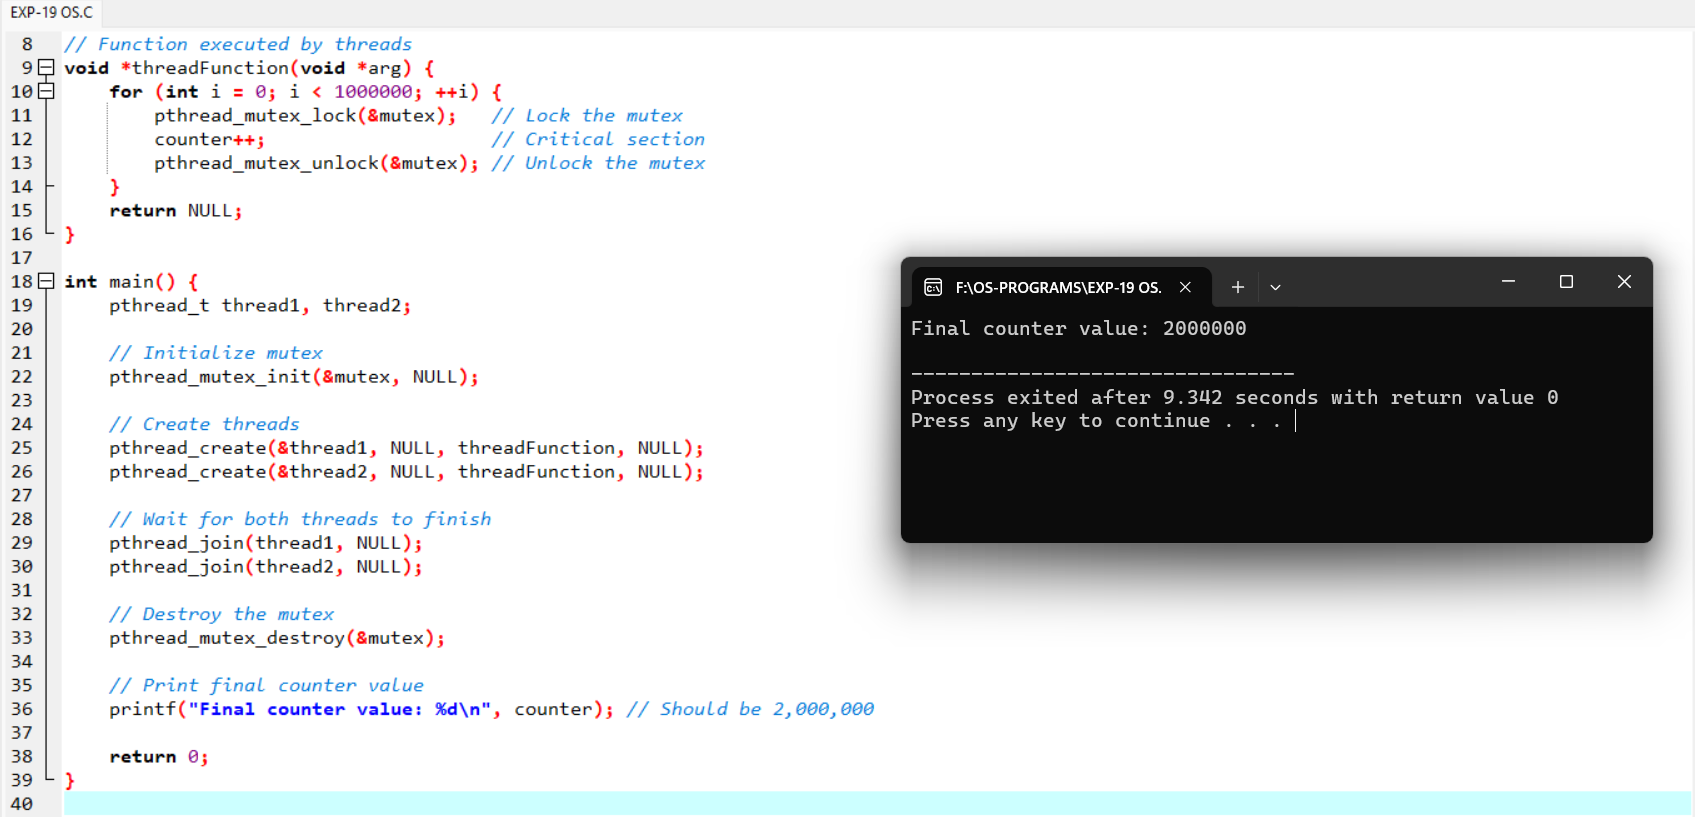 EXP-19 OS.C
8 // Function executed by threads
9 void *threadFunction(void *arg) {
10     for (int i = 0; i < 1000000; ++i) {
11         pthread_mutex_lock(&mutex);   // Lock the mutex
12         counter++;                    // Critical section
13         pthread_mutex_unlock(&mutex); // Unlock the mutex
14     }
15     return NULL;
16 }
17
18 int main() {
19     pthread_t thread1, thread2;
20
21     // Initialize mutex
22     pthread_mutex_init(&mutex, NULL);
23
24     // Create threads
25     pthread_create(&thread1, NULL, threadFunction, NULL);
26     pthread_create(&thread2, NULL, threadFunction, NULL);
27
28     // Wait for both threads to finish
29     pthread_join(thread1, NULL);
30     pthread_join(thread2, NULL);
31
32     // Destroy the mutex
33     pthread_mutex_destroy(&mutex);
34
35     // Print final counter value
36     printf("Final counter value: %d\n", counter); // Should be 2,000,000
37
38     return 0;
39 }
40
F:\OS-PROGRAMS\EXP-19 OS.
Final counter value: 2000000
--------------------------------
Process exited after 9.342 seconds with return value 0
Press any key to continue . . .